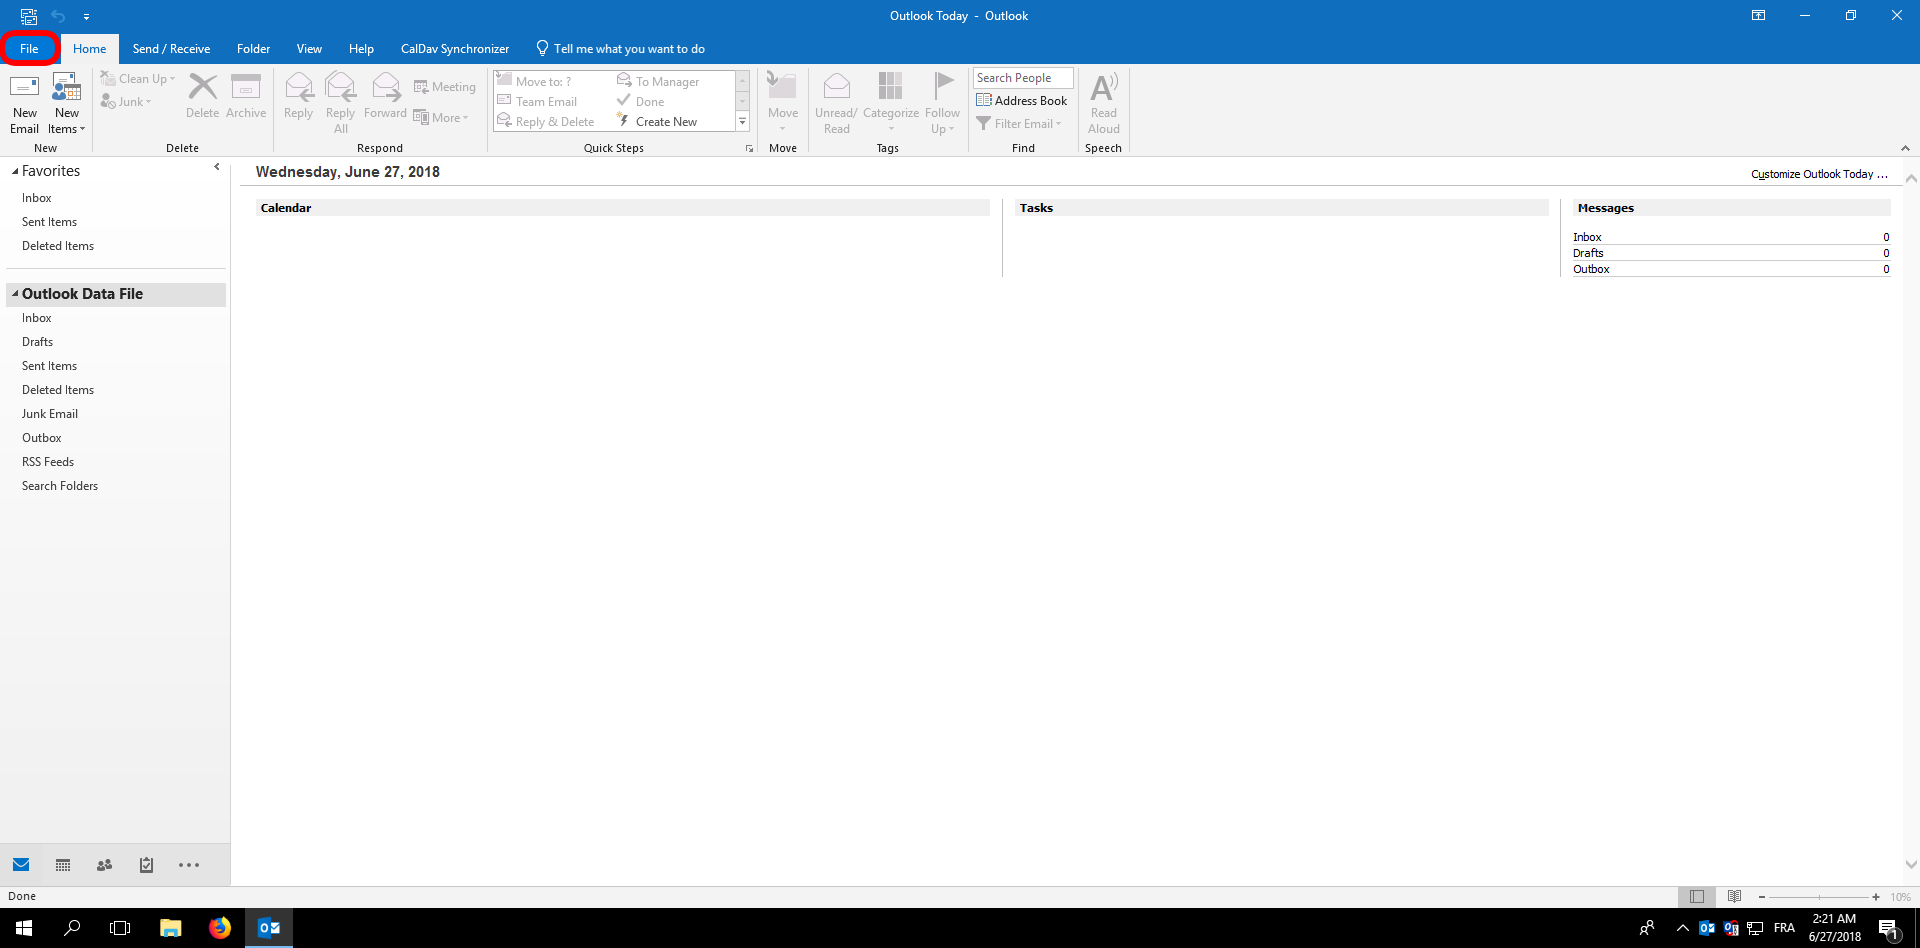 Outlook Today - Outlook
File Home Send / Receive Folder View Help CalDav Synchronizer Tell me what you want to do
New Email
New Items
New
Clean Up
Junk
Delete
Archive
Delete
Reply
Reply All
Forward
Meeting
More
Respond
Move to: ?
Team Email
Reply & Delete
To Manager
Done
Create New
Quick Steps
Move
Move
Unread/ Read
Categorize
Follow Up
Tags
Search People
Address Book
Filter Email
Find
Read Aloud
Speech
Favorites
Inbox
Sent Items
Deleted Items
Outlook Data File
Inbox
Drafts
Sent Items
Deleted Items
Junk Email
Outbox
RSS Feeds
Search Folders
Wednesday, June 27, 2018
Customize Outlook Today ...
Calendar
Tasks
Messages
Inbox 0
Drafts 0
Outbox 0
Done
10%
FRA
2:21 AM
6/27/2018
1